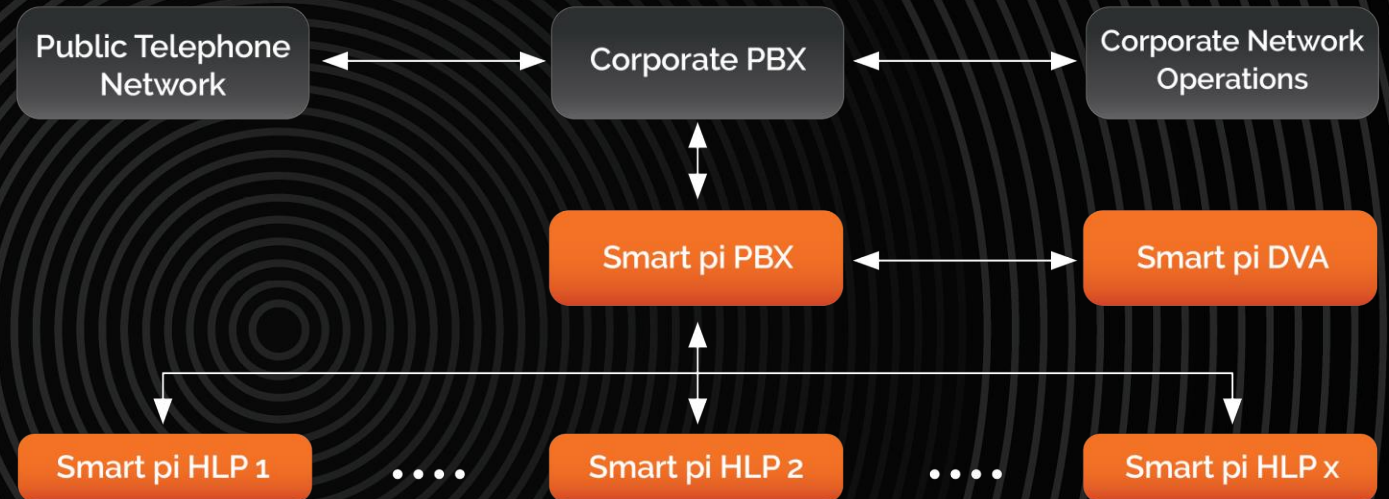 Public Telephone
Network
Corporate PBX
Corporate Network
Operations
Smart pi PBX
Smart pi DVA
Smart pi HLP 1
....
Smart pi HLP 2
....
Smart pi HLP x